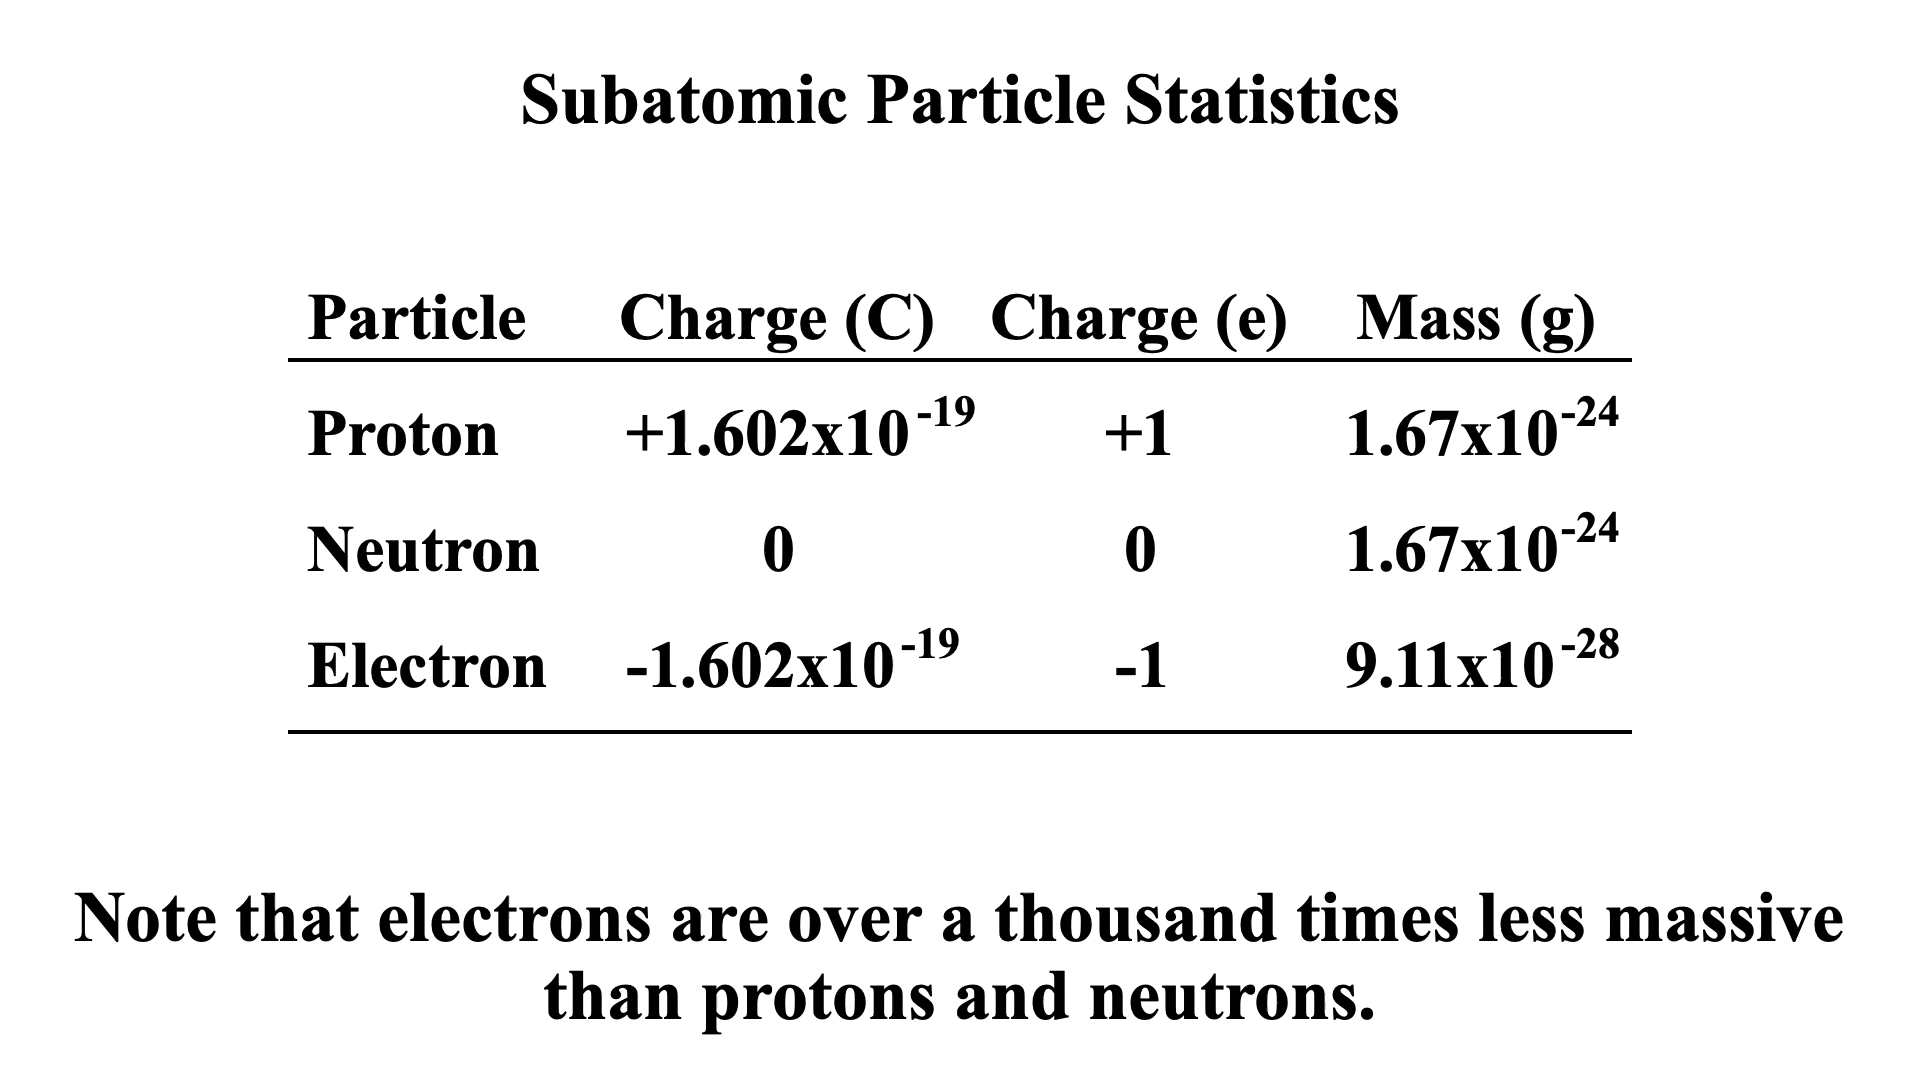 Subatomic Particle Statistics
Particle Charge (C) Charge (e) Mass (g)
Proton +1.602x10⁻¹⁹ +1 1.67x10⁻²⁴
Neutron 0 0 1.67x10⁻²⁴
Electron -1.602x10⁻¹⁹ -1 9.11x10⁻²⁸
Note that electrons are over a thousand times less massive
than protons and neutrons.